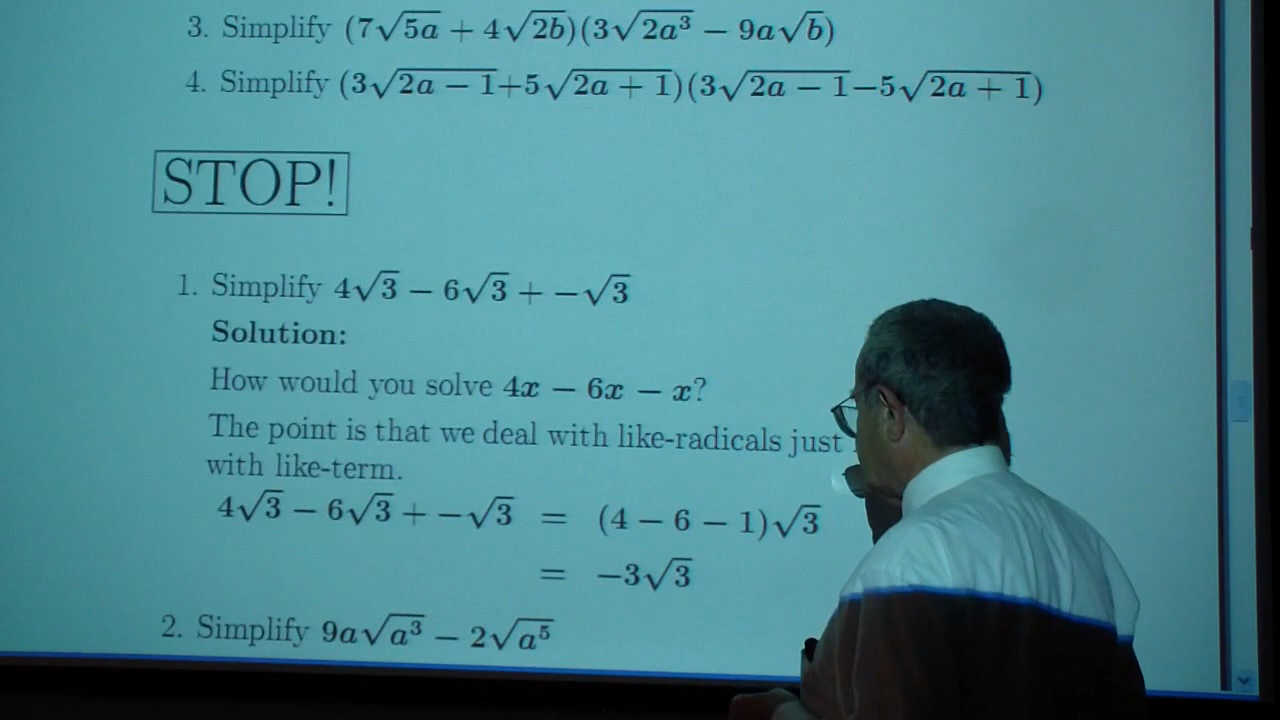 3. Simplify (7√5a + 4√2b)(3√2a³ − 9a√b)
4. Simplify (3√2a − 1+5√2a + 1)(3√2a − 1−5√2a + 1)
STOP!
1. Simplify 4√3 − 6√3 + −√3
Solution:
How would you solve 4x − 6x − x?
The point is that we deal with like-radicals just
with like-term.
4√3 − 6√3 + −√3 = (4 − 6 − 1)√3
= −3√3
2. Simplify 9a√a³ − 2√a⁵